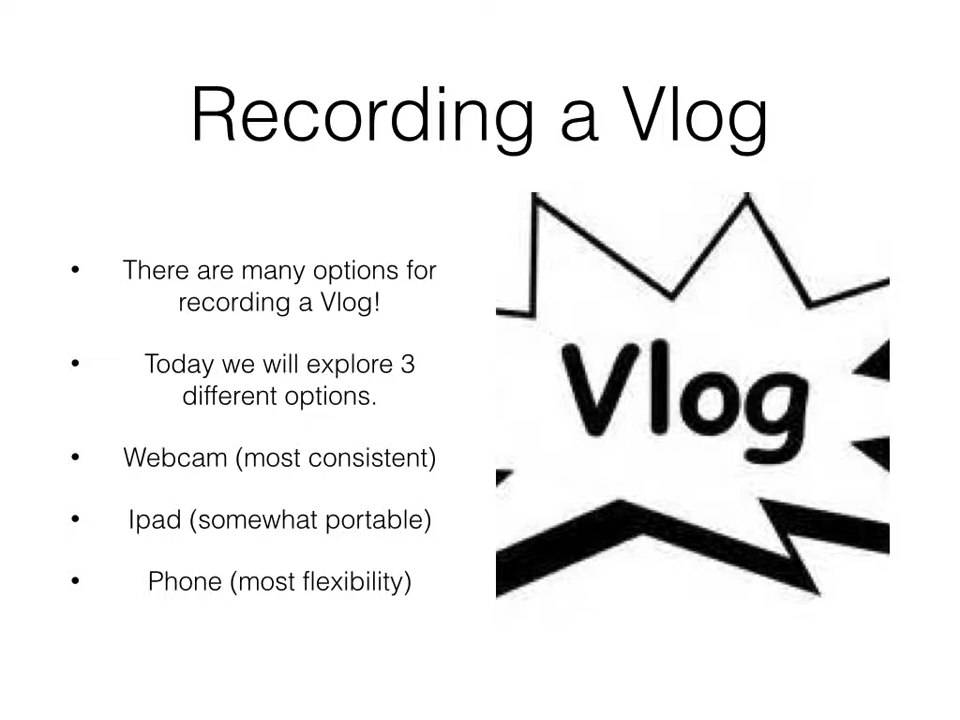 Recording a Vlog
• There are many options for
recording a Vlog!
• Today we will explore 3
different options.
• Webcam (most consistent)
• Ipad (somewhat portable)
• Phone (most flexibility)
Vlog